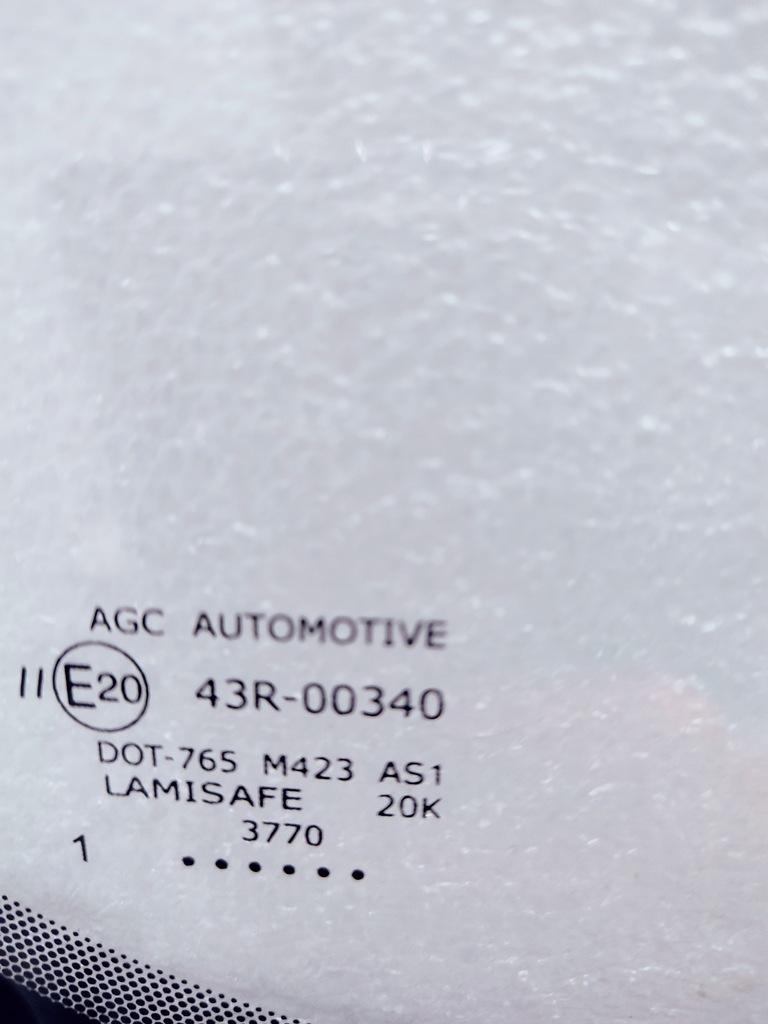 AGC AUTOMOTIVE
II E20 43R-00340
DOT-765 M423 AS1
LAMISAFE 20K
3770
1 ••••••